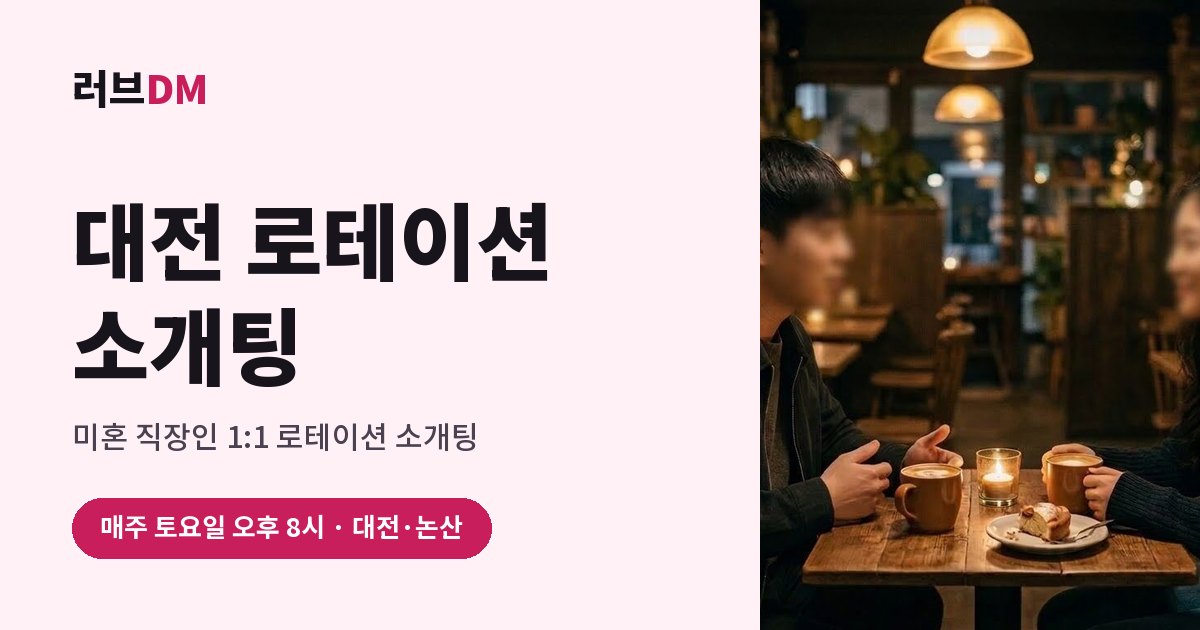 러브DM
대전 로테이션
소개팅
미혼 직장인 1:1 로테이션 소개팅
매주 토요일 오후 8시 · 대전·논산